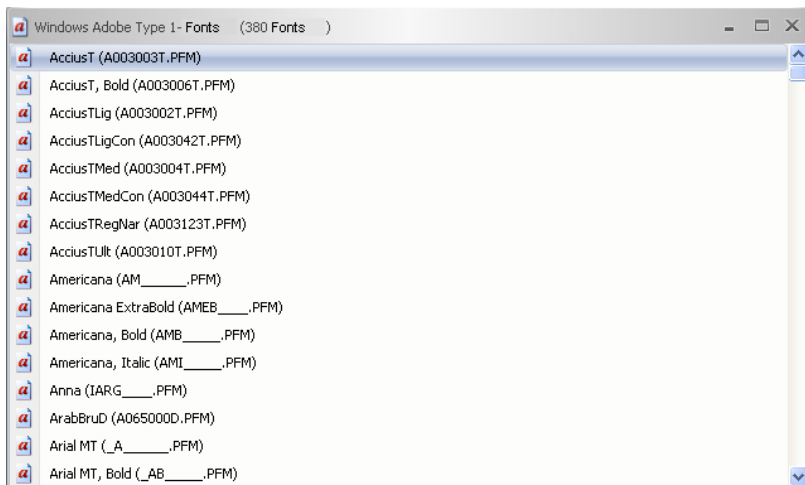 Windows Adobe Type 1- Fonts (380 Fonts )
AcciusT (A003003T.PFM)
AcciusT, Bold (A003006T.PFM)
AcciusTLig (A003002T.PFM)
AcciusTLigCon (A003042T.PFM)
AcciusTMed (A003004T.PFM)
AcciusTMedCon (A003044T.PFM)
AcciusTRegNar (A003123T.PFM)
AcciusTUlt (A003010T.PFM)
Americana (AM______.PFM)
Americana ExtraBold (AMEB____.PFM)
Americana, Bold (AMB_____.PFM)
Americana, Italic (AMI_____.PFM)
Anna (IARG____.PFM)
ArabBruD (A065000D.PFM)
Arial MT (_A______.PFM)
Arial MT, Bold (_AB_____.PFM)